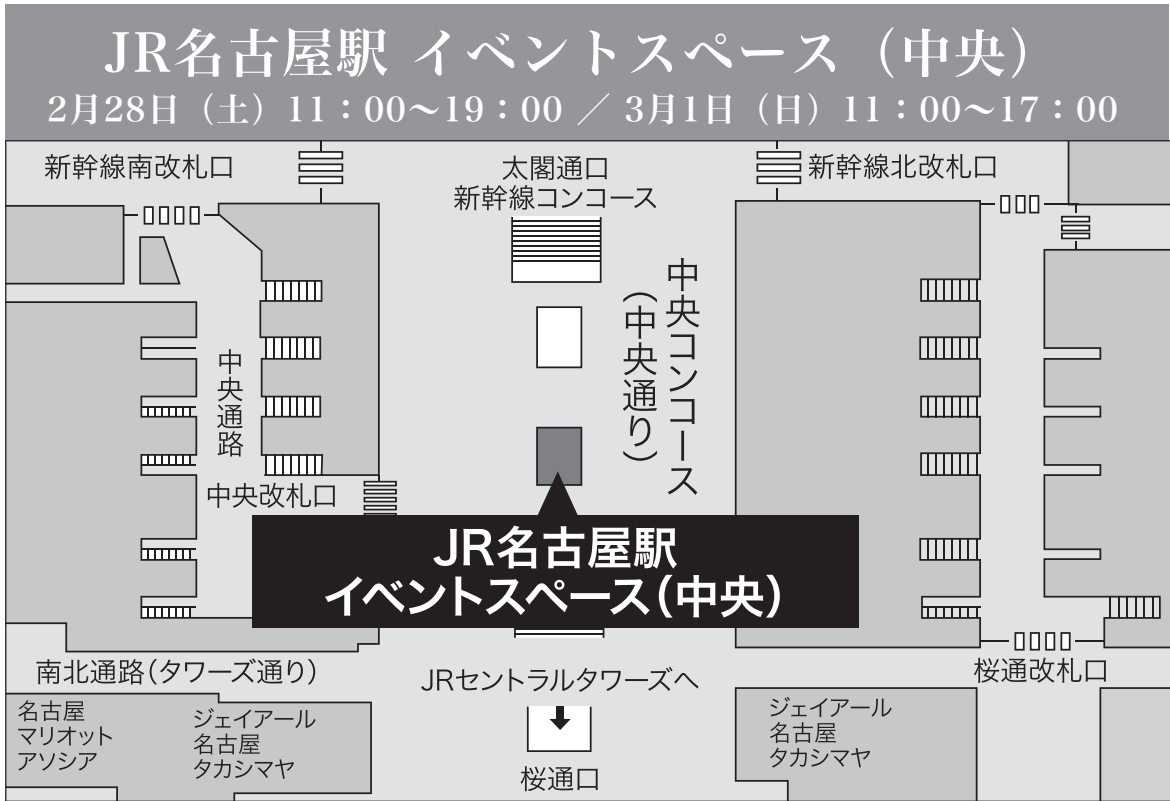 JR名古屋駅 イベントスペース（中央）
2月28日（土）11：00〜19：00 ／ 3月1日（日）11：00〜17：00
新幹線南改札口
太閤通口
新幹線コンコース
新幹線北改札口
中央コンコース
（中央通り）
中央通路
中央改札口
JR名古屋駅
イベントスペース（中央）
南北通路（タワーズ通り）
JRセントラルタワーズへ
桜通改札口
名古屋
マリオット
アソシア
ジェイアール
名古屋
タカシマヤ
ジェイアール
名古屋
タカシマヤ
桜通口